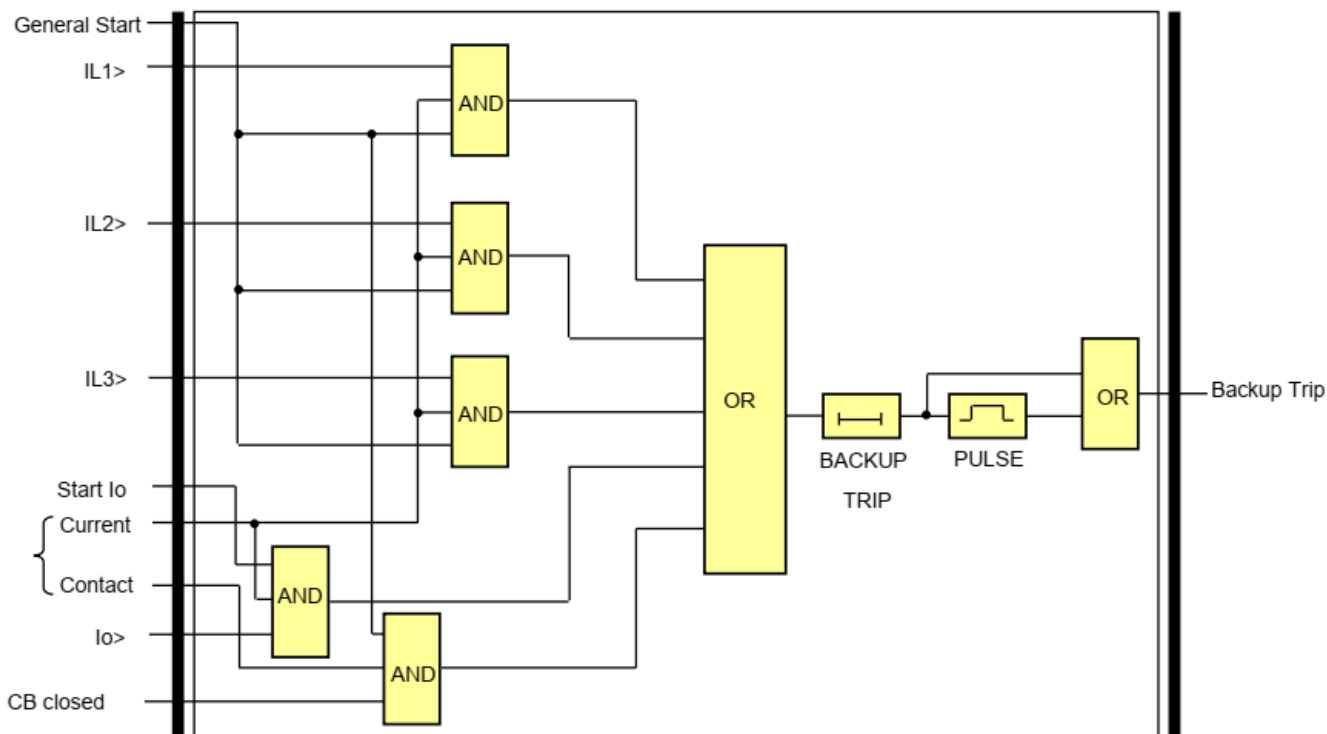 General Start
IL1>
AND
IL2>
AND
IL3>
AND
OR
OR
Backup Trip
BACKUP
TRIP
PULSE
Start Io
Current
Contact
AND
Io>
AND
CB closed